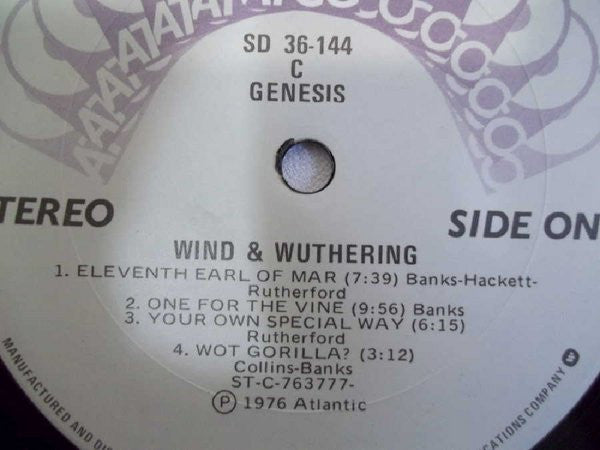 SD 36-144
C
GENESIS
TEREO
SIDE ON
WIND & WUTHERING
1. ELEVENTH EARL OF MAR (7:39) Banks-Hackett-
Rutherford
2. ONE FOR THE VINE (9:56) Banks
3. YOUR OWN SPECIAL WAY (6:15)
Rutherford
4. WOT GORILLA? (3:12)
Collins-Banks
ST-C-763777-
Ⓟ 1976 Atlantic
MANUFACTURED AND DI
CATIONS COMPANY